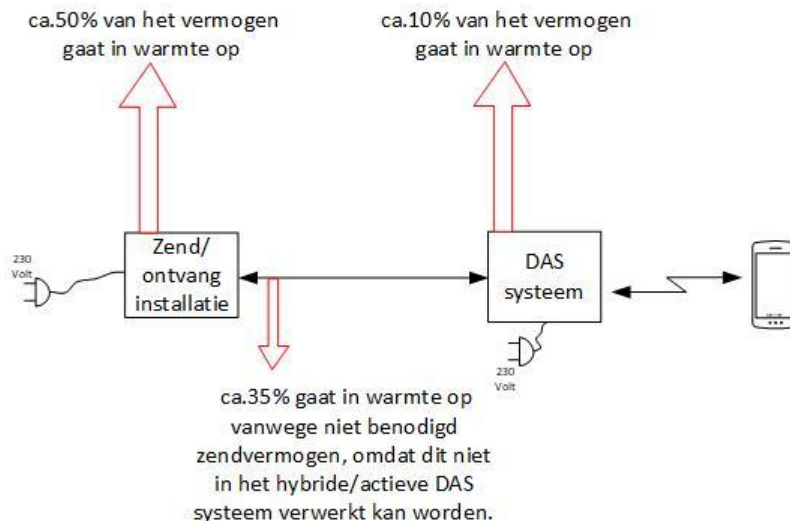 ca.50% van het vermogen
gaat in warmte op
ca.10% van het vermogen
gaat in warmte op
230
Volt
Zend/
ontvang
installatie
DAS
systeem
230
Volt
ca.35% gaat in warmte op
vanwege niet benodigd
zendvermogen, omdat dit niet
in het hybride/actieve DAS
systeem verwerkt kan worden.